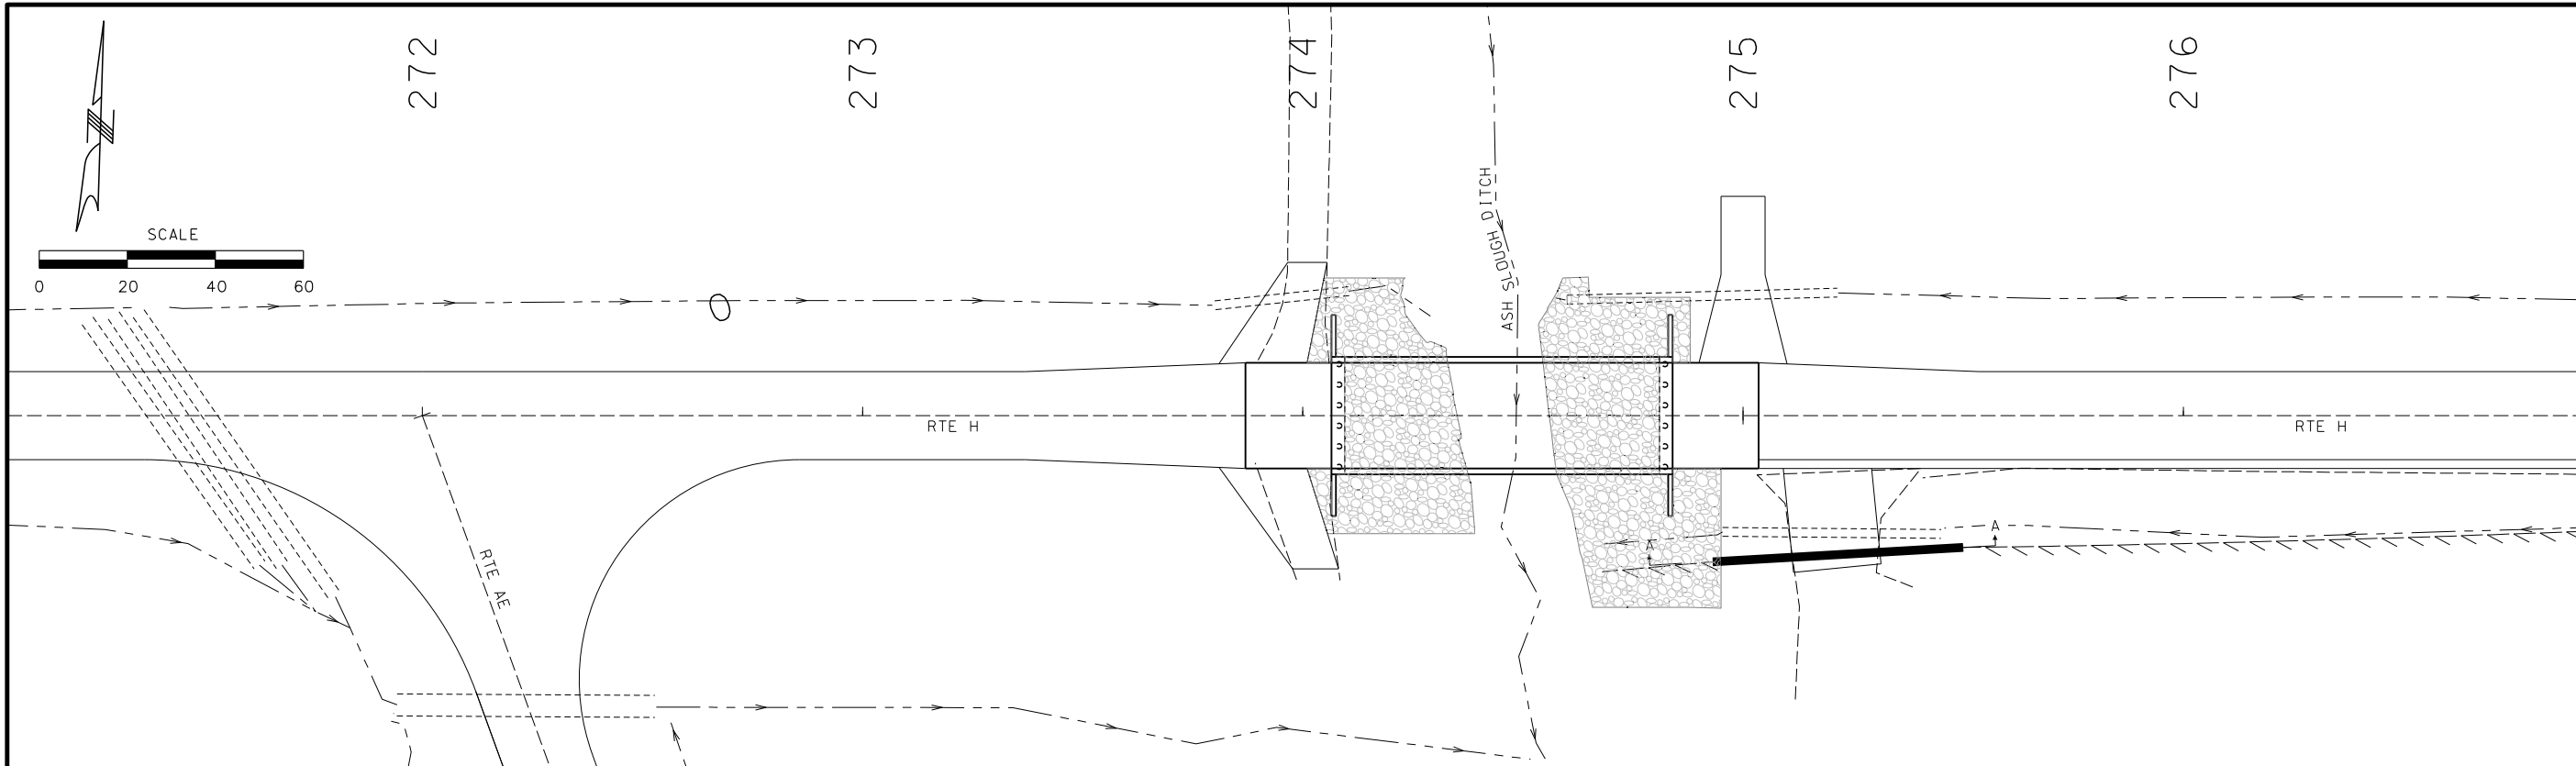 272
273
274
275
276
N
SCALE
0 20 40 60
ASH SLOUGH DITCH
RTE H
RTE H
RTE AE
A
A